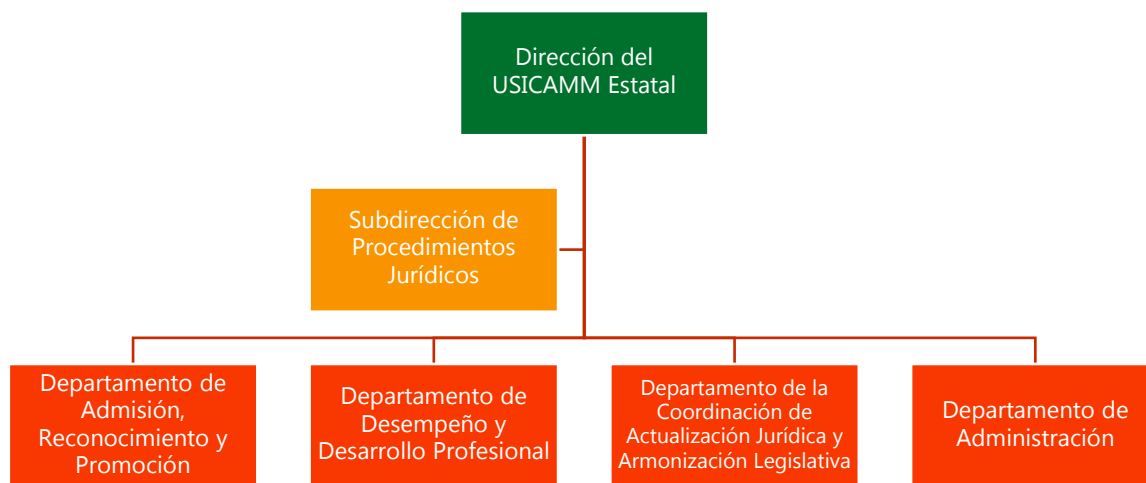 Dirección del
USICAMM Estatal
Subdirección de
Procedimientos
Jurídicos
Departamento de
Admisión,
Reconocimiento y
Promoción
Departamento de
Desempeño y
Desarrollo Profesional
Departamento de la
Coordinación de
Actualización Jurídica y
Armonización Legislativa
Departamento de
Administración